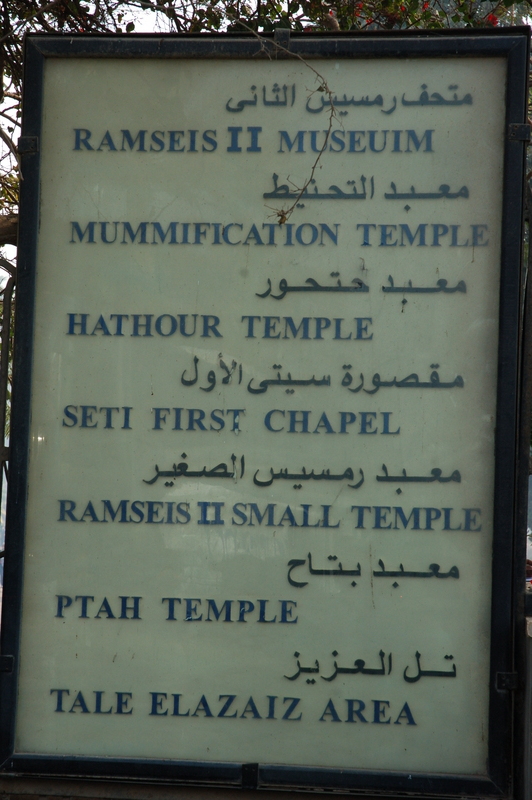 متحف رمسيس الثانى
RAMSEIS II MUSEUIM
معبد التحنيط
MUMMIFICATION TEMPLE
معبد حتحور
HATHOUR TEMPLE
مقصورة سيتى الأول
SETI FIRST CHAPEL
معبد رمسيس الصغير
RAMSEIS II SMALL TEMPLE
معبد بتاح
PTAH TEMPLE
تل العزيز
TALE ELAZAIZ AREA